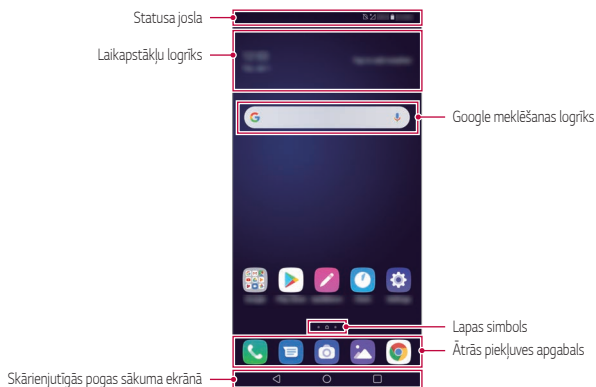 Statusa josla
Laikapstākļu logrīks
Google meklēšanas logrīks
Lapas simbols
Ātrās piekļuves apgabals
Skārienjutīgās pogas sākuma ekrānā